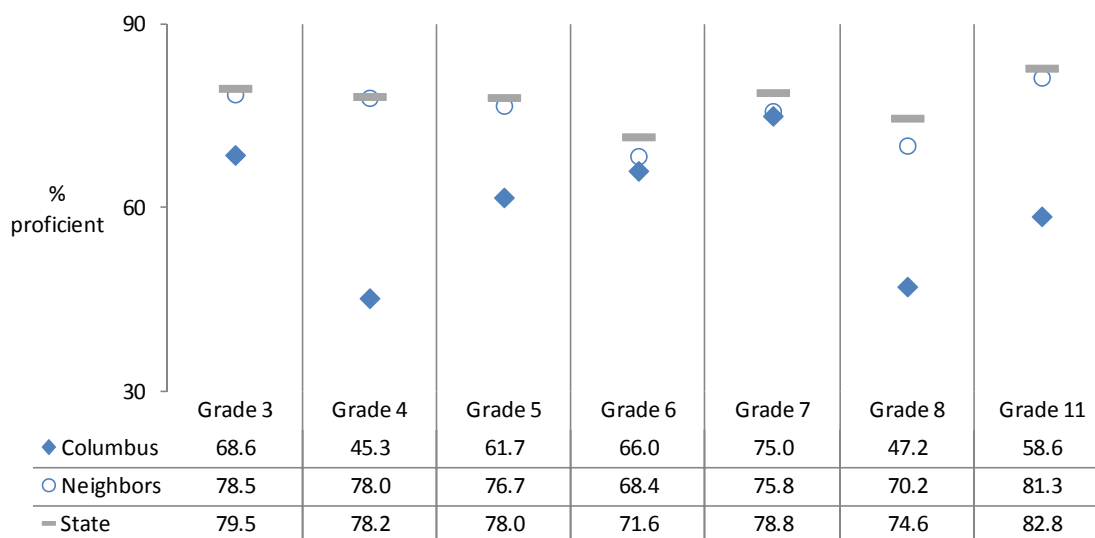 90
%
proficient
60
30
Grade 3 Grade 4 Grade 5 Grade 6 Grade 7 Grade 8 Grade 11
Columbus 68.6 45.3 61.7 66.0 75.0 47.2 58.6
Neighbors 78.5 78.0 76.7 68.4 75.8 70.2 81.3
State 79.5 78.2 78.0 71.6 78.8 74.6 82.8